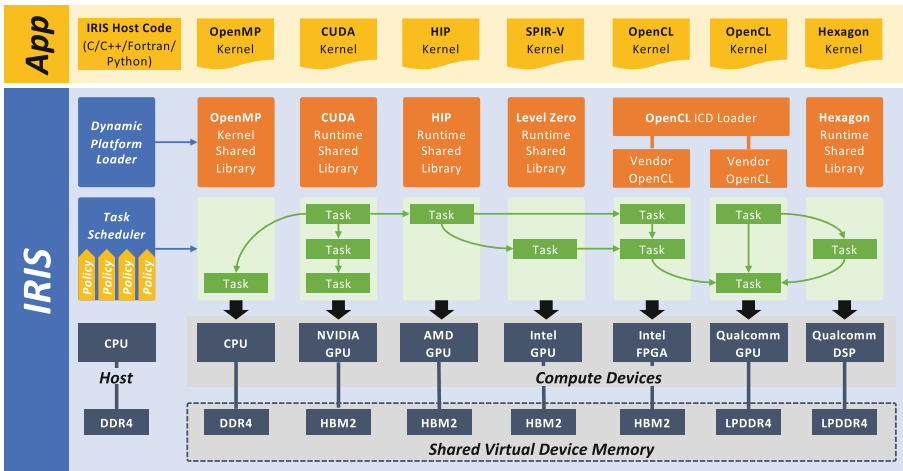 App
IRIS Host Code
(C/C++/Fortran/
Python)
OpenMP
Kernel
CUDA
Kernel
HIP
Kernel
SPIR-V
Kernel
OpenCL
Kernel
OpenCL
Kernel
Hexagon
Kernel
IRIS
Dynamic
Platform
Loader
OpenMP
Kernel
Shared
Library
CUDA
Runtime
Shared
Library
HIP
Runtime
Shared
Library
Level Zero
Runtime
Shared
Library
OpenCL ICD Loader
Vendor
OpenCL
Vendor
OpenCL
Hexagon
Runtime
Shared
Library
Task
Scheduler
Policy
Policy
Policy
Policy
Task
Task
Task
Task
Task
Task
Task
Task
Task
Task
Task
CPU
Host
DDR4
CPU
NVIDIA
GPU
AMD
GPU
Intel
GPU
Intel
FPGA
Qualcomm
GPU
Qualcomm
DSP
Compute Devices
DDR4
HBM2
HBM2
HBM2
HBM2
LPDDR4
LPDDR4
Shared Virtual Device Memory